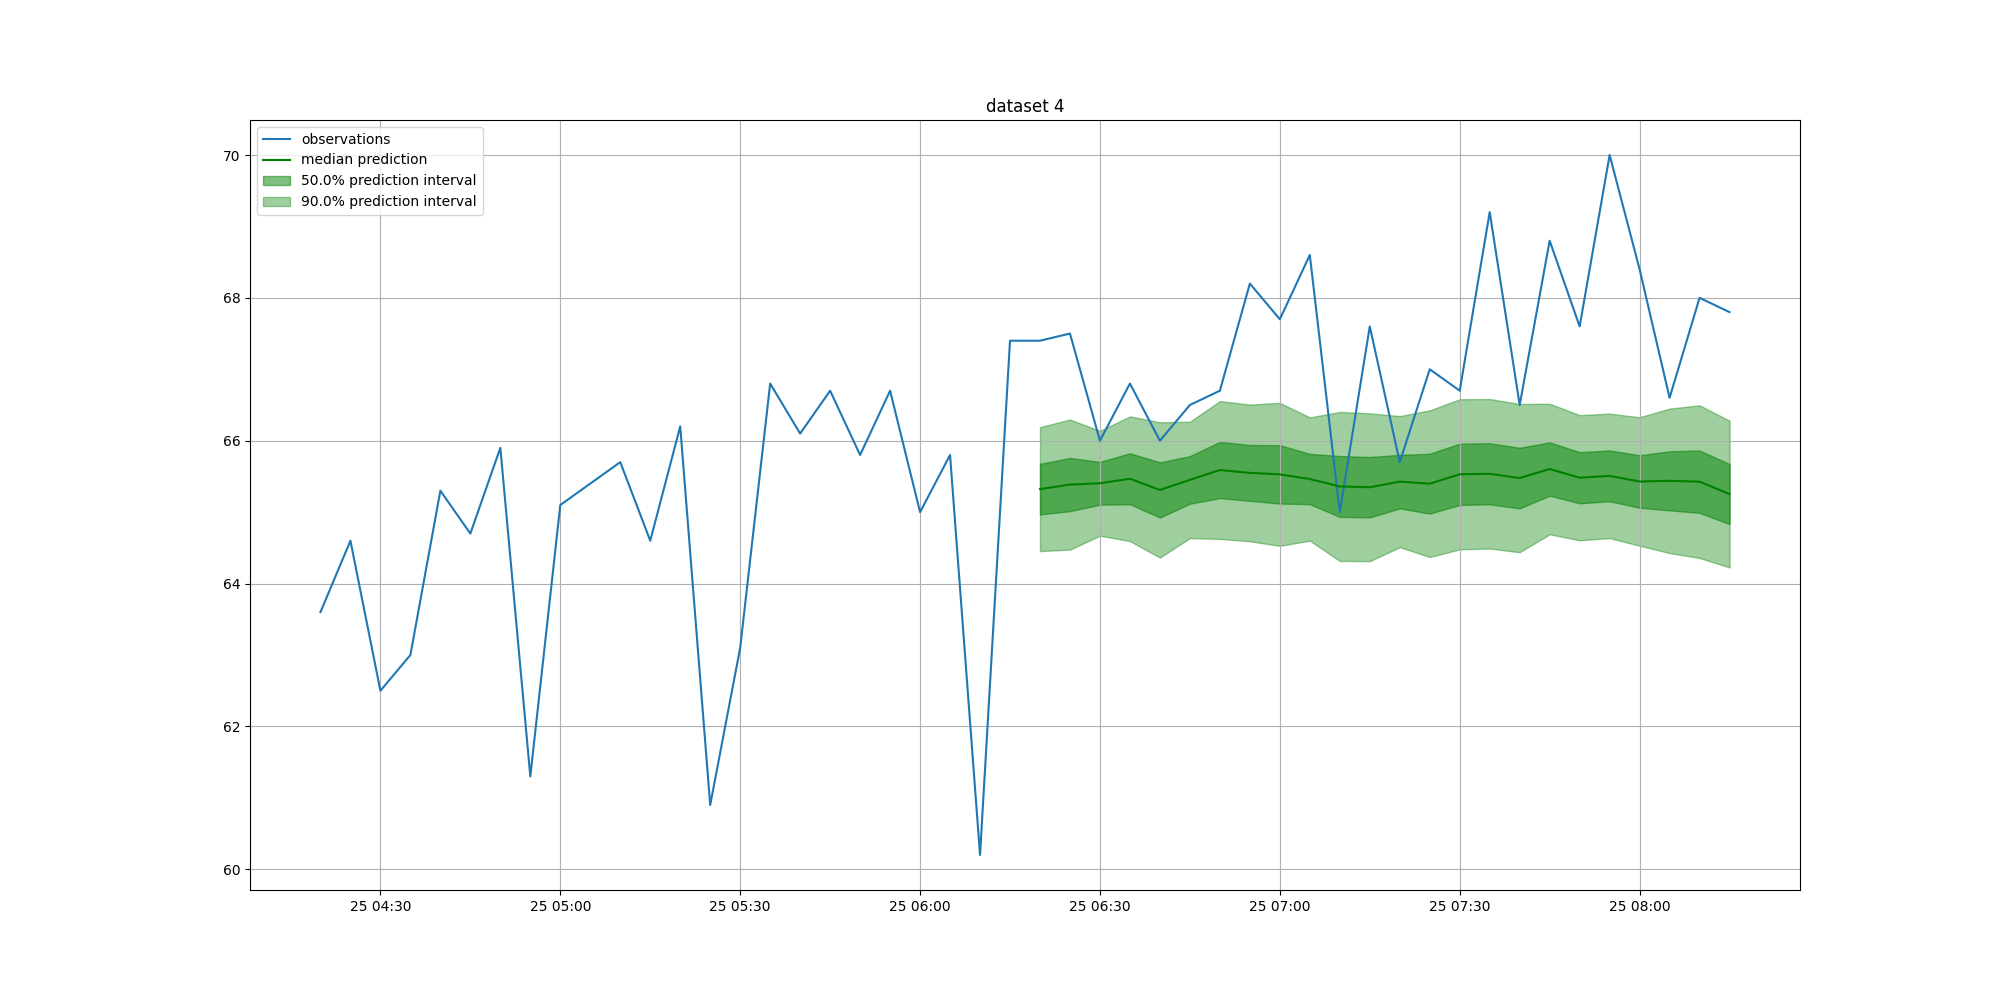 dataset 4
observations
median prediction
50.0% prediction interval
90.0% prediction interval
70
68
66
64
62
60
25 04:30 25 05:00 25 05:30 25 06:00 25 06:30 25 07:00 25 07:30 25 08:00